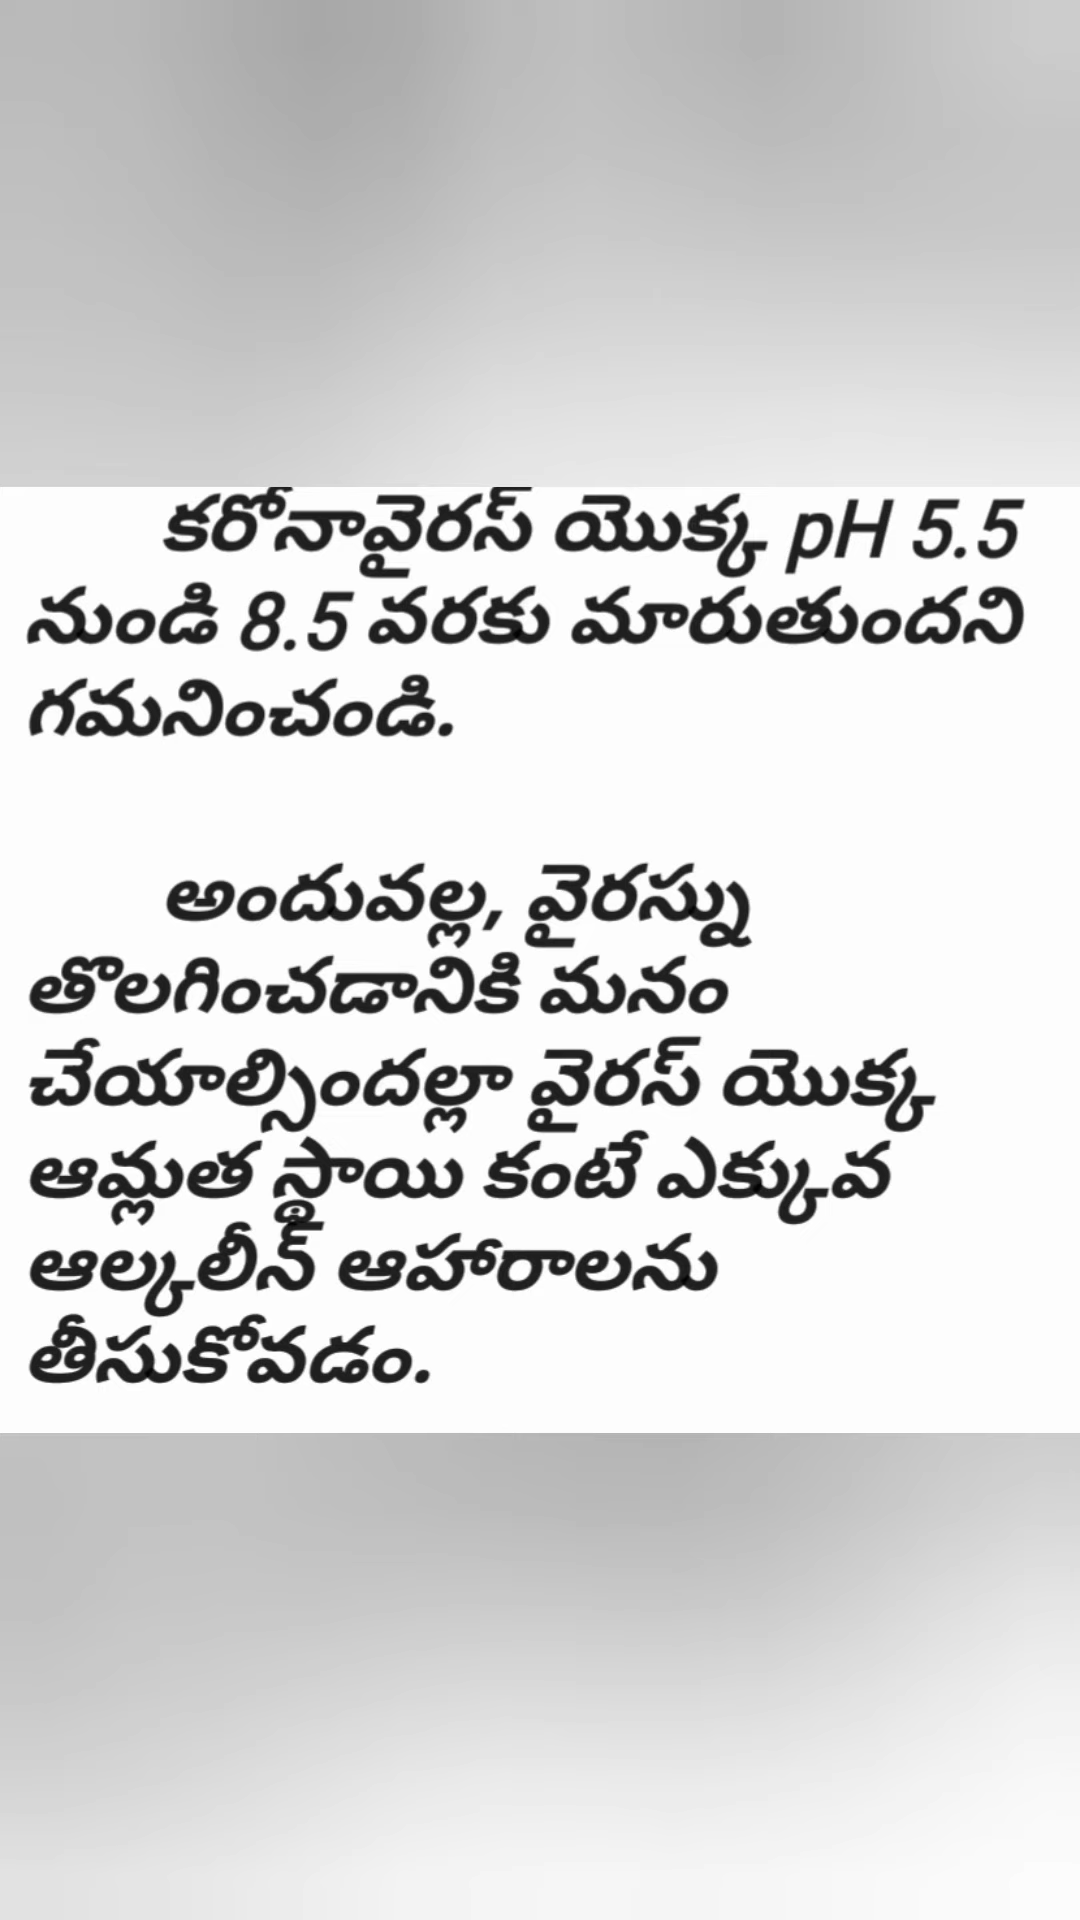 కరోనావైరస్ యొక్క pH 5.5
నుండి 8.5 వరకు మారుతుందని
గమనించండి.
అందువల్ల, వైరస్ను
తొలగించడానికి మనం
చేయాల్సిందల్లా వైరస్ యొక్క
ఆమ్లత స్థాయి కంటే ఎక్కువ
ఆల్కలీన్ ఆహారాలను
తీసుకోవడం.